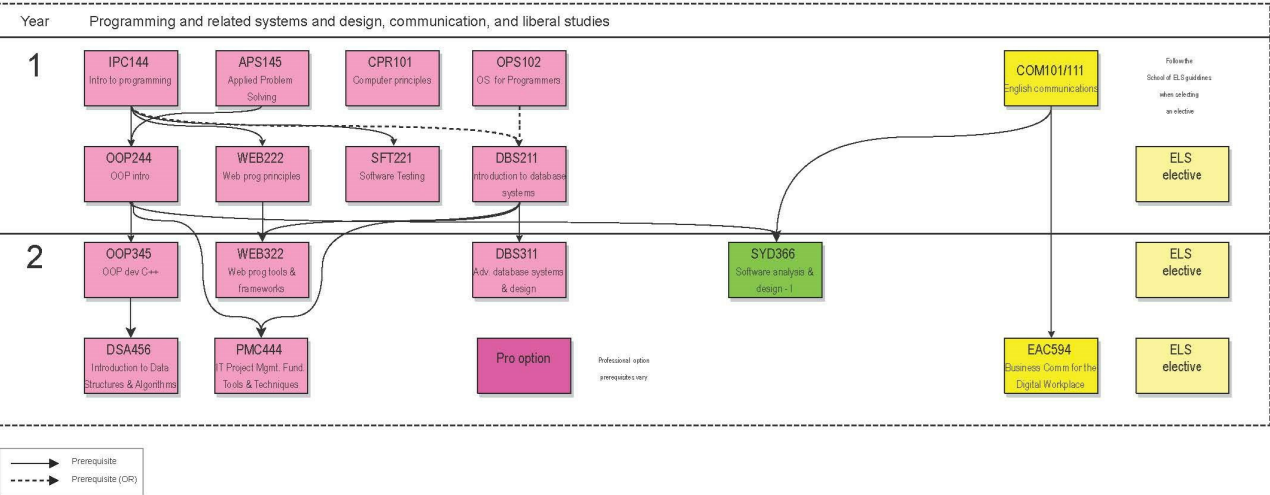 Year Programming and related systems and design, communication, and liberal studies
1
IPC144
Intro to programming
APS145
Applied Problem
Solving
CPR101
Computer principles
OPS102
OS for Programmers
COM101/111
English communications
Follow the
School of ELS guidelines
when selecting
an elective
OOP244
OOP intro
WEB222
Web prog principles
SFT221
Software Testing
DBS211
ntroduction to database
systems
ELS
elective
2
OOP345
OOP dev C++
WEB322
Web prog tools &
frameworks
DBS311
Adv. database systems
& design
SYD366
Software analysis &
design - I
ELS
elective
DSA456
Introduction to Data
Structures & Algorithms
PMC444
IT Project Mgmt. Fund.
Tools & Techniques
Pro option
Professional option
prerequisites vary
EAC594
Business Comm for the
Digital Workplace
ELS
elective
Prerequisite
Prerequisite (OR)